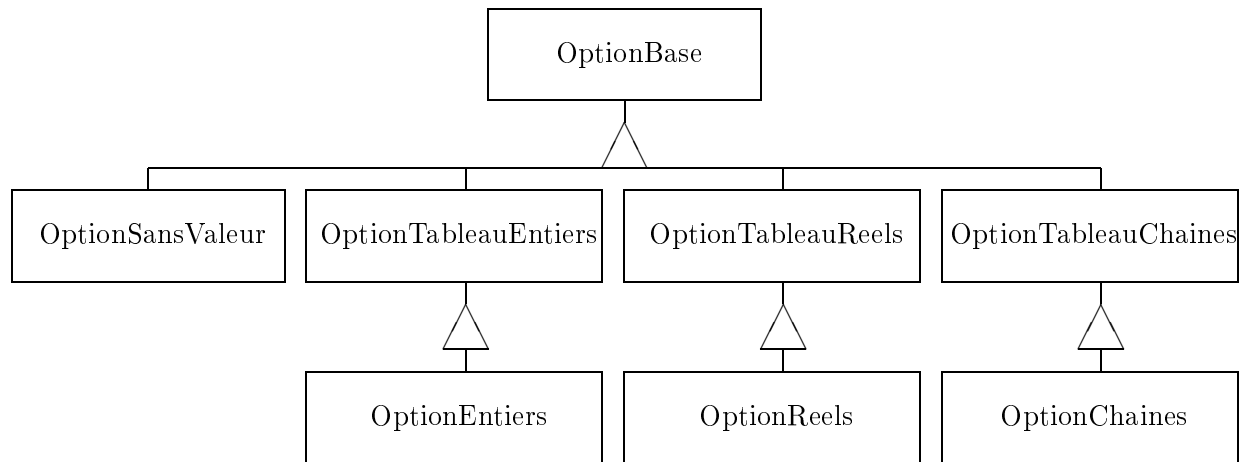 OptionBase
OptionSansValeur
OptionTableauEntiers
OptionTableauReels
OptionTableauChaines
OptionEntiers
OptionReels
OptionChaines